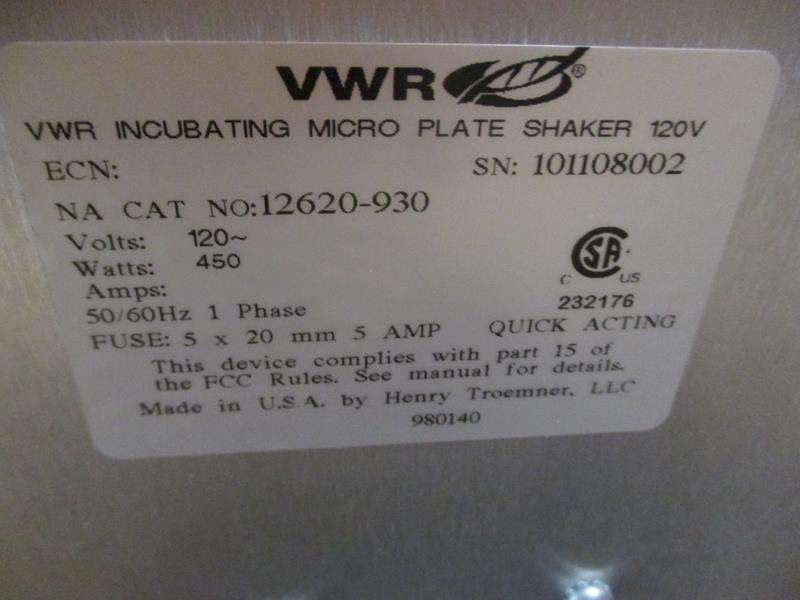 VWR®
VWR INCUBATING MICRO PLATE SHAKER 120V
ECN: SN: 101108002
NA CAT NO:12620-930
Volts: 120~
Watts: 450
Amps:
50/60Hz 1 Phase
FUSE: 5 x 20 mm 5 AMP QUICK ACTING
CSA
C US
232176
This device complies with part 15 of
the FCC Rules. See manual for details.
Made in U.S.A. by Henry Troemner, LLC
980140